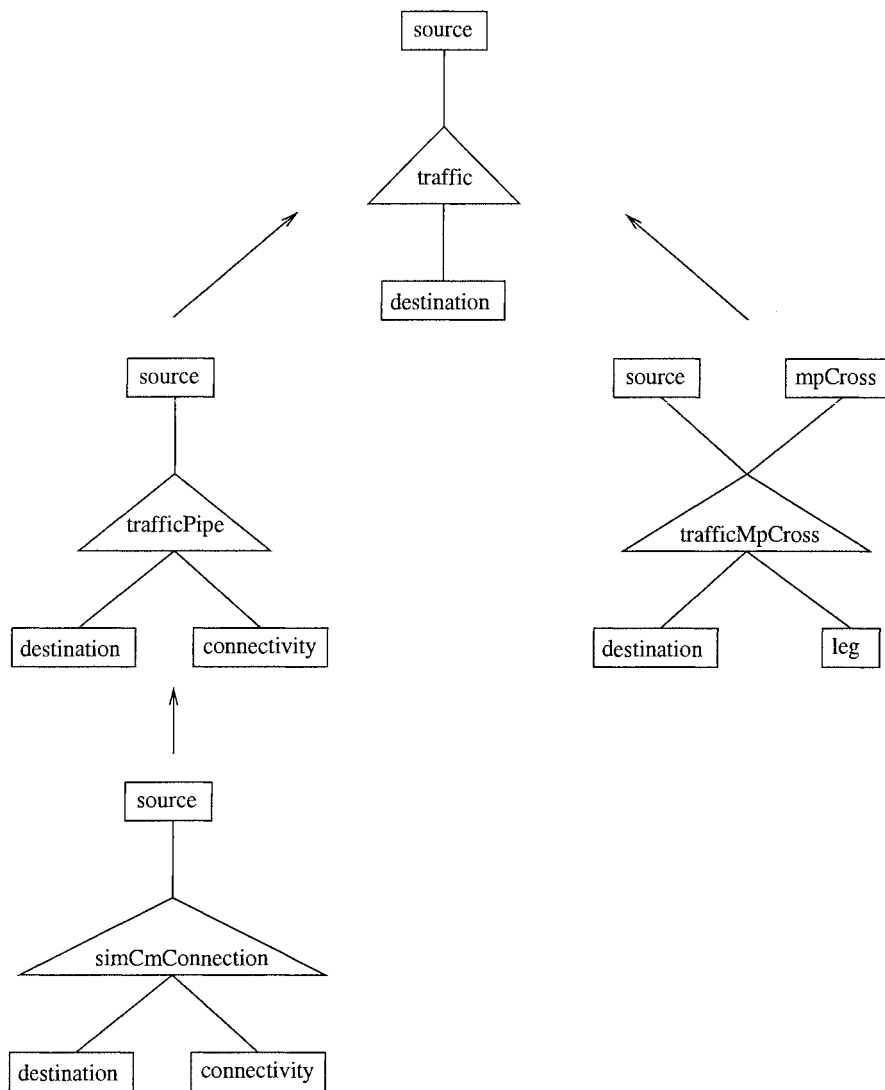 source
traffic
destination
source
source
mpCross
trafficPipe
trafficMpCross
destination
connectivity
destination
leg
source
simCmConnection
destination
connectivity